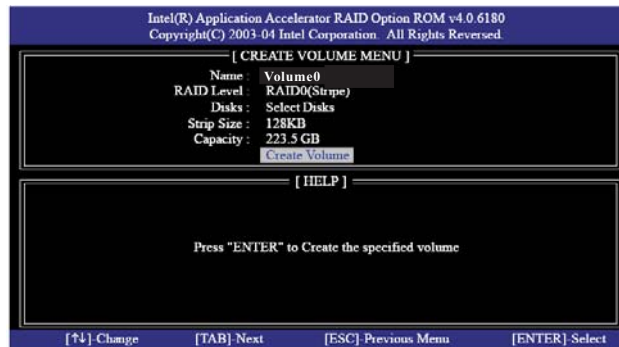 Intel(R) Application Accelerator RAID Option ROM v4.0.6180
Copyright(C) 2003-04 Intel Corporation. All Rights Reversed.
[ CREATE VOLUME MENU ]
Name : Volume0
RAID Level : RAID0(Stripe)
Disks : Select Disks
Strip Size : 128KB
Capacity : 223.5 GB
Create Volume
[ HELP ]
Press "ENTER" to Create the specified volume
[↑↓]-Change [TAB]-Next [ESC]-Previous Menu [ENTER]-Select